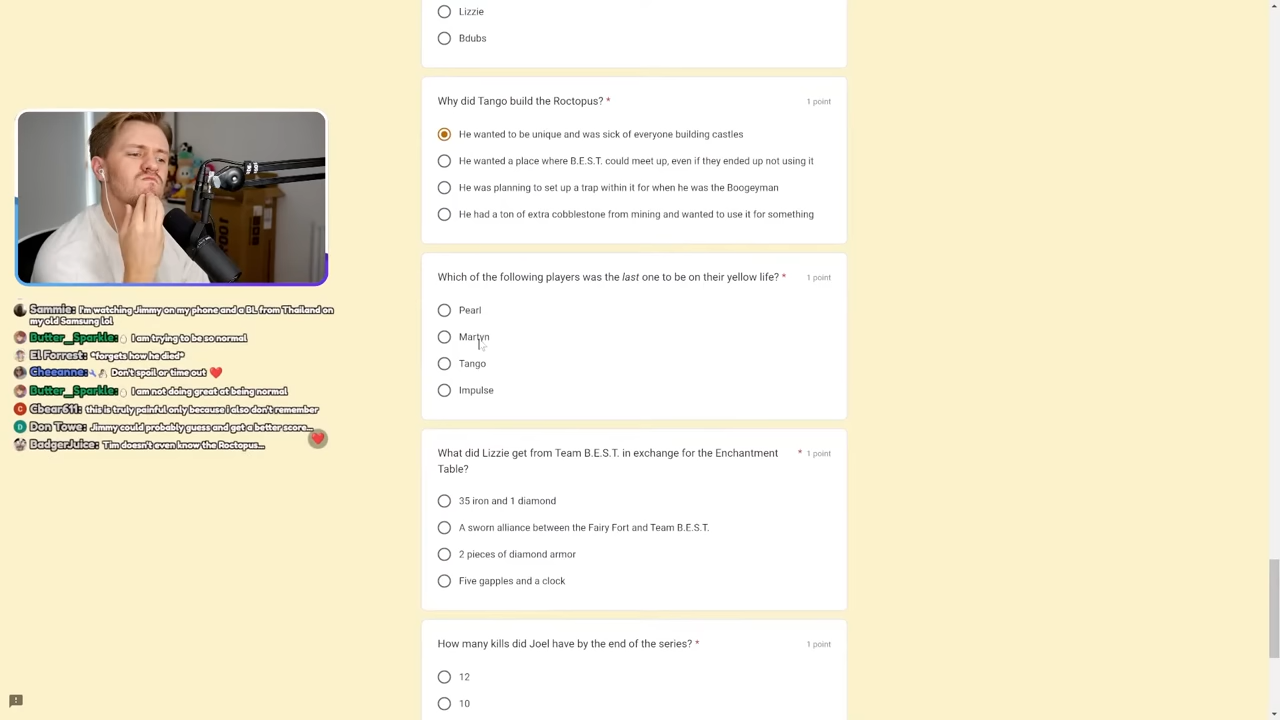 Lizzie
Bdubs
Why did Tango build the Roctopus? *
1 point
He wanted to be unique and was sick of everyone building castles
He wanted a place where B.E.S.T. could meet up, even if they ended up not using it
He was planning to set up a trap within it for when he was the Boogeyman
He had a ton of extra cobblestone from mining and wanted to use it for something
Which of the following players was the last one to be on their yellow life? *
1 point
Pearl
Martyn
Tango
Impulse
What did Lizzie get from Team B.E.S.T. in exchange for the Enchantment
Table?
* 1 point
35 iron and 1 diamond
A sworn alliance between the Fairy Fort and Team B.E.S.T.
2 pieces of diamond armor
Five gapples and a clock
How many kills did Joel have by the end of the series? *
1 point
12
10
Sammie: I'm watching Jimmy on my phone and a BL from Thailand on
my old Samsung lol
Butter_Sparkle: I am trying to be so normal
El Forrest: *forgets how he died*
Cheeanne: Don't spoil or time out ❤️
Butter_Sparkle: I am not doing great at being normal
C
Cbear611: this is truly painful only because i also don't remember
D
Don Towe: Jimmy could probably guess and get a better score...
BadgerJuice: Tim doesn't even know the Roctopus...